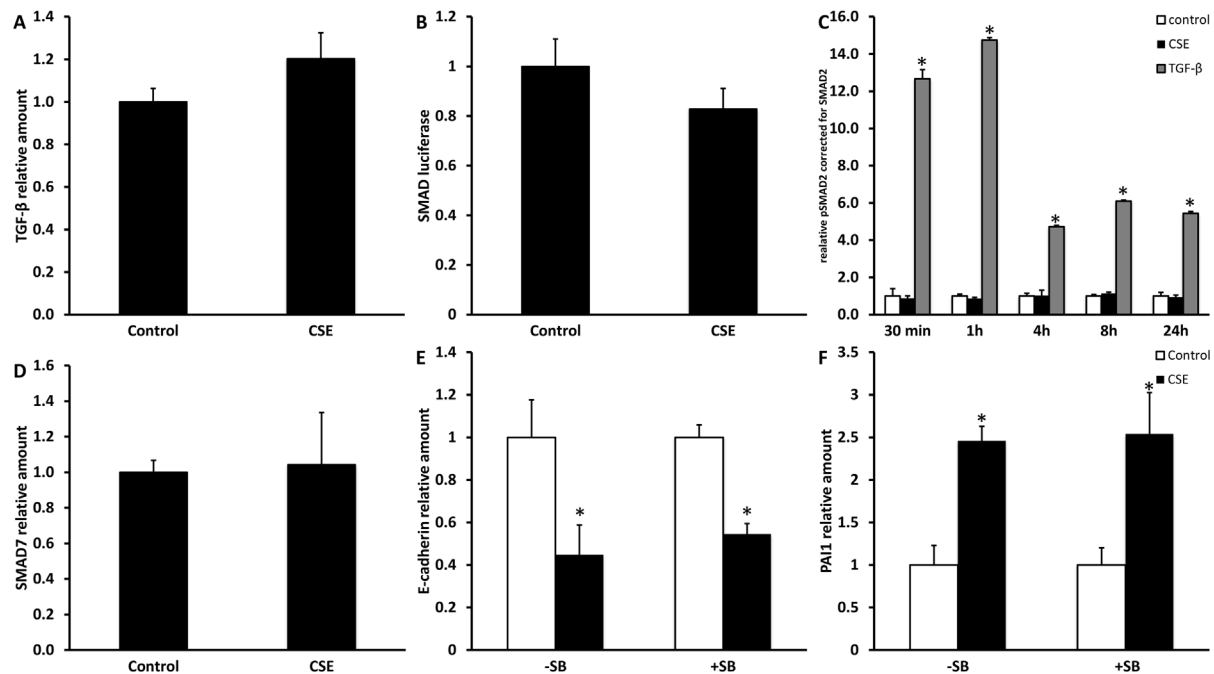 A
TGF-β relative amount
1.4
1.2
1.0
0.8
0.6
0.4
0.2
0.0
Control
CSE
B
SMAD luciferase
1.2
1
0.8
0.6
0.4
0.2
0
Control
CSE
C
realative pSMAD2 corrected for SMAD2
16.0
14.0
12.0
10.0
8.0
6.0
4.0
2.0
0.0
control
CSE
TGF-β
*
*
*
*
*
30 min
1h
4h
8h
24h
D
SMAD7 relative amount
1.6
1.4
1.2
1.0
0.8
0.6
0.4
0.2
0.0
Control
CSE
E
E-cadherin relative amount
1.4
1.2
1
0.8
0.6
0.4
0.2
0
*
*
-SB
+SB
F
PAI1 relative amount
3.5
3
2.5
2
1.5
1
0.5
0
Control
CSE
*
*
-SB
+SB